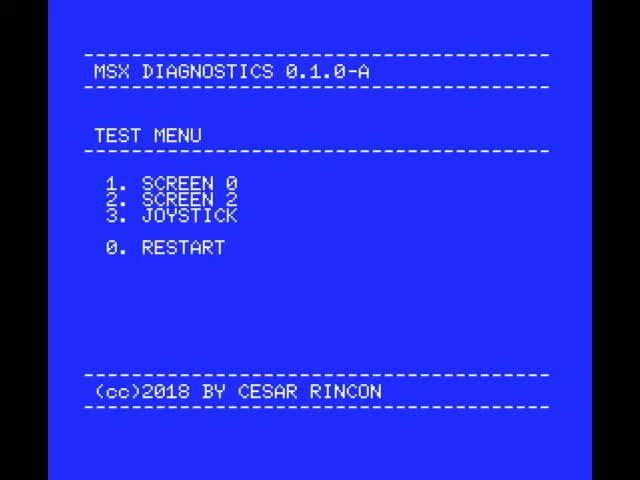 ---------------------------------------
MSX DIAGNOSTICS 0.1.0-A
---------------------------------------
TEST MENU
---------------------------------------
1. SCREEN 0
2. SCREEN 2
3. JOYSTICK
0. RESTART
---------------------------------------
(cc)2018 BY CESAR RINCON
---------------------------------------